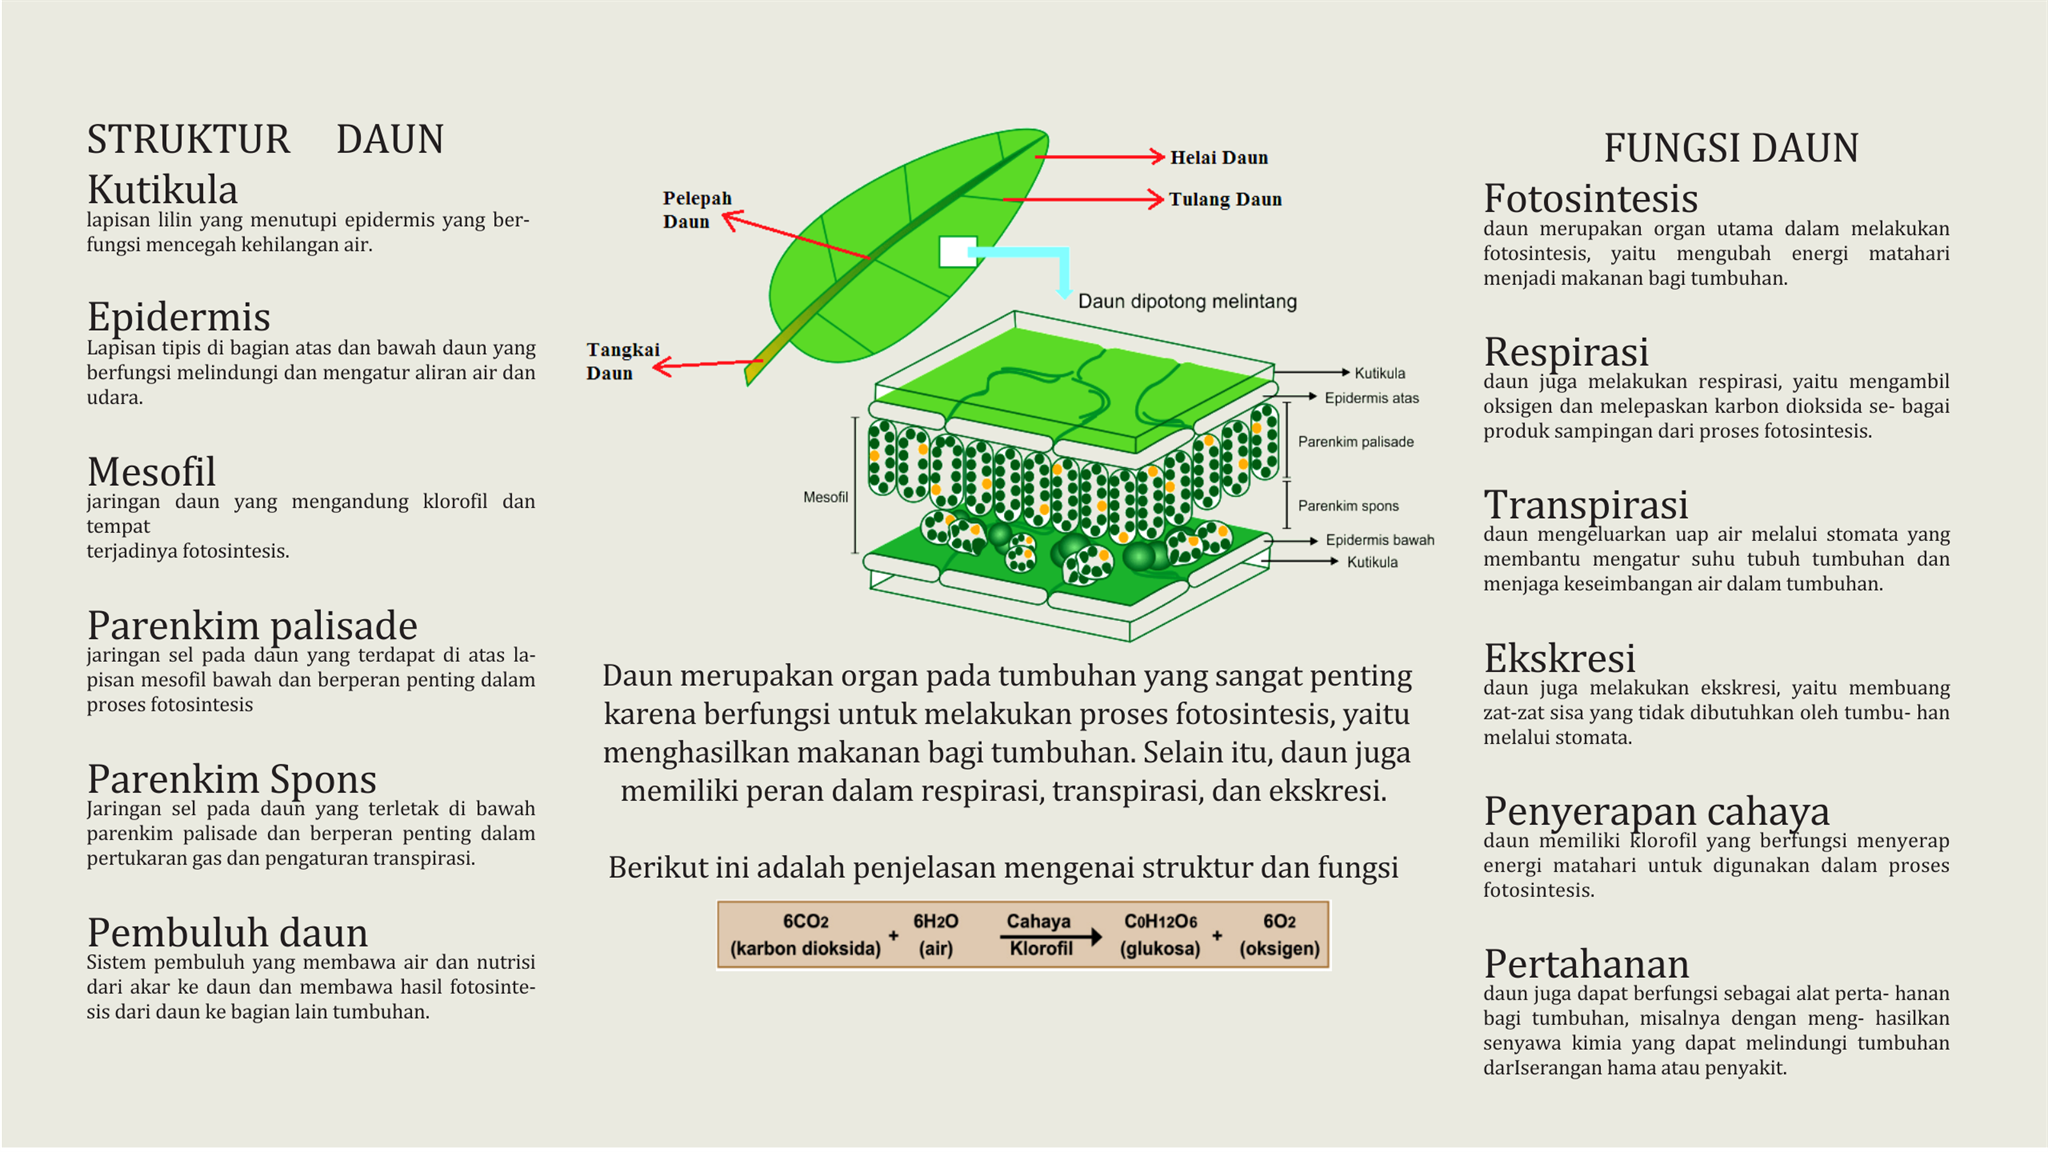 STRUKTUR DAUN
Kutikula
lapisan lilin yang menutupi epidermis yang ber-
fungsi mencegah kehilangan air.
Epidermis
Lapisan tipis di bagian atas dan bawah daun yang
berfungsi melindungi dan mengatur aliran air dan
udara.
Mesofil
jaringan daun yang mengandung klorofil dan
tempat
terjadinya fotosintesis.
Parenkim palisade
jaringan sel pada daun yang terdapat di atas la-
pisan mesofil bawah dan berperan penting dalam
proses fotosintesis
Parenkim Spons
Jaringan sel pada daun yang terletak di bawah
parenkim palisade dan berperan penting dalam
pertukaran gas dan pengaturan transpirasi.
Pembuluh daun
Sistem pembuluh yang membawa air dan nutrisi
dari akar ke daun dan membawa hasil fotosinte-
sis dari daun ke bagian lain tumbuhan.
Helai Daun
Tulang Daun
Pelepah
Daun
Tangkai
Daun
Daun dipotong melintang
Kutikula
Epidermis atas
Parenkim palisade
Mesofil
Parenkim spons
Epidermis bawah
Kutikula
Daun merupakan organ pada tumbuhan yang sangat penting
karena berfungsi untuk melakukan proses fotosintesis, yaitu
menghasilkan makanan bagi tumbuhan. Selain itu, daun juga
memiliki peran dalam respirasi, transpirasi, dan ekskresi.
Berikut ini adalah penjelasan mengenai struktur dan fungsi
6CO2 + 6H2O Cahaya C0H12O6 + 6O2
(karbon dioksida) (air) Klorofil (glukosa) (oksigen)
FUNGSI DAUN
Fotosintesis
daun merupakan organ utama dalam melakukan
fotosintesis, yaitu mengubah energi matahari
menjadi makanan bagi tumbuhan.
Respirasi
daun juga melakukan respirasi, yaitu mengambil
oksigen dan melepaskan karbon dioksida se- bagai
produk sampingan dari proses fotosintesis.
Transpirasi
daun mengeluarkan uap air melalui stomata yang
membantu mengatur suhu tubuh tumbuhan dan
menjaga keseimbangan air dalam tumbuhan.
Ekskresi
daun juga melakukan ekskresi, yaitu membuang
zat-zat sisa yang tidak dibutuhkan oleh tumbu- han
melalui stomata.
Penyerapan cahaya
daun memiliki klorofil yang berfungsi menyerap
energi matahari untuk digunakan dalam proses
fotosintesis.
Pertahanan
daun juga dapat berfungsi sebagai alat perta- hanan
bagi tumbuhan, misalnya dengan meng- hasilkan
senyawa kimia yang dapat melindungi tumbuhan
darIserangan hama atau penyakit.